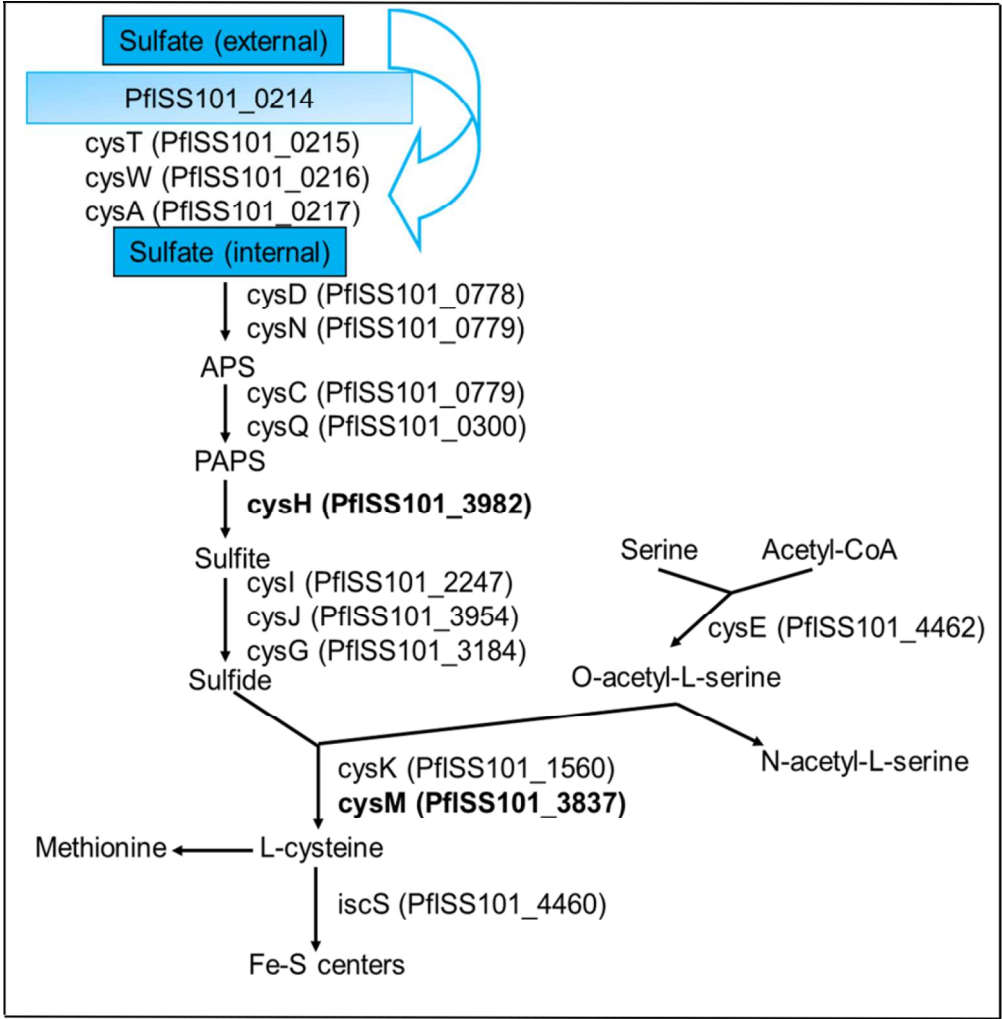 Sulfate (external)
PflSS101_0214
cysT (PflSS101_0215)
cysW (PflSS101_0216)
cysA (PflSS101_0217)
Sulfate (internal)
cysD (PflSS101_0778)
cysN (PflSS101_0779)
APS
cysC (PflSS101_0779)
cysQ (PflSS101_0300)
PAPS
cysH (PflSS101_3982)
Sulfite
cysI (PflSS101_2247)
cysJ (PflSS101_3954)
cysG (PflSS101_3184)
Sulfide
Serine Acetyl-CoA
cysE (PflSS101_4462)
O-acetyl-L-serine
N-acetyl-L-serine
cysK (PflSS101_1560)
cysM (PflSS101_3837)
Methionine L-cysteine
iscS (PflSS101_4460)
Fe-S centers